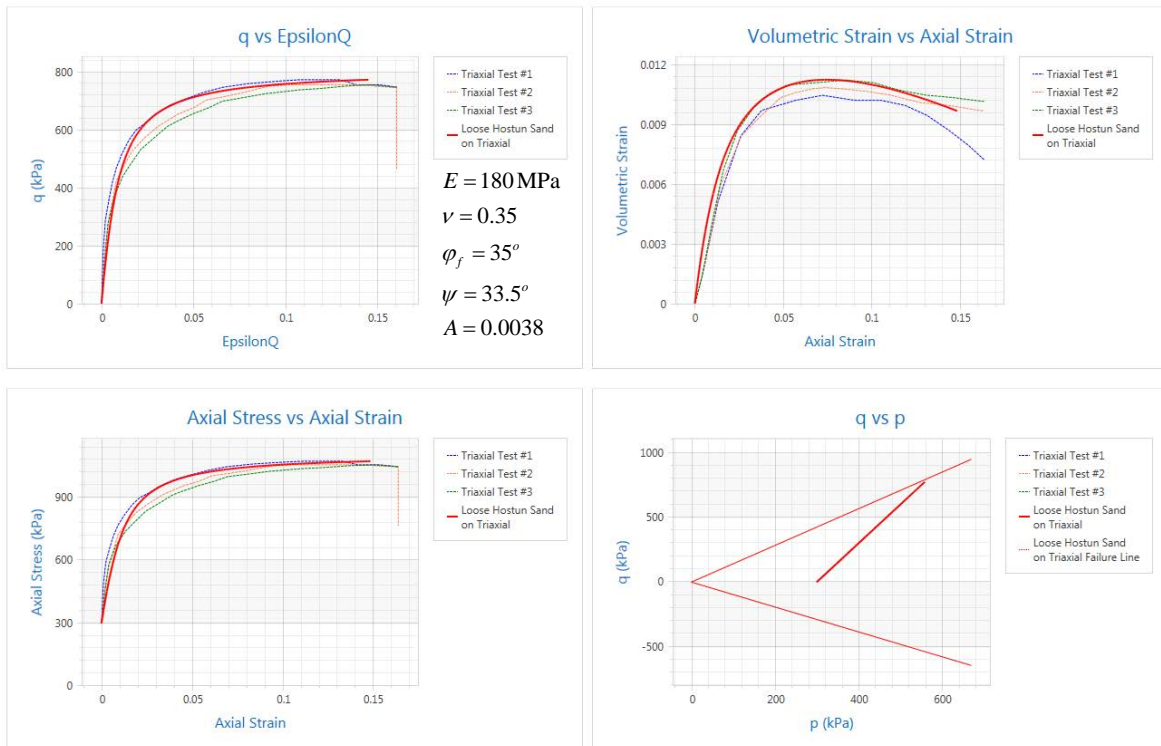 q vs EpsilonQ
800
600
400
200
0
q (kPa)
0
0.05
0.1
0.15
EpsilonQ
Triaxial Test #1
Triaxial Test #2
Triaxial Test #3
Loose Hostun Sand
on Triaxial
E = 180 MPa
ν = 0.35
φ_f = 35°
ψ = 33.5°
A = 0.0038
Volumetric Strain vs Axial Strain
0.012
0.009
0.006
0.003
0
Volumetric Strain
0
0.05
0.1
0.15
Axial Strain
Triaxial Test #1
Triaxial Test #2
Triaxial Test #3
Loose Hostun Sand
on Triaxial
Axial Stress vs Axial Strain
900
600
300
0
Axial Stress (kPa)
0
0.05
0.1
0.15
Axial Strain
Triaxial Test #1
Triaxial Test #2
Triaxial Test #3
Loose Hostun Sand
on Triaxial
q vs p
1000
500
0
-500
q (kPa)
0
200
400
600
p (kPa)
Triaxial Test #1
Triaxial Test #2
Triaxial Test #3
Loose Hostun Sand
on Triaxial
Loose Hostun Sand
on Triaxial Failure Line